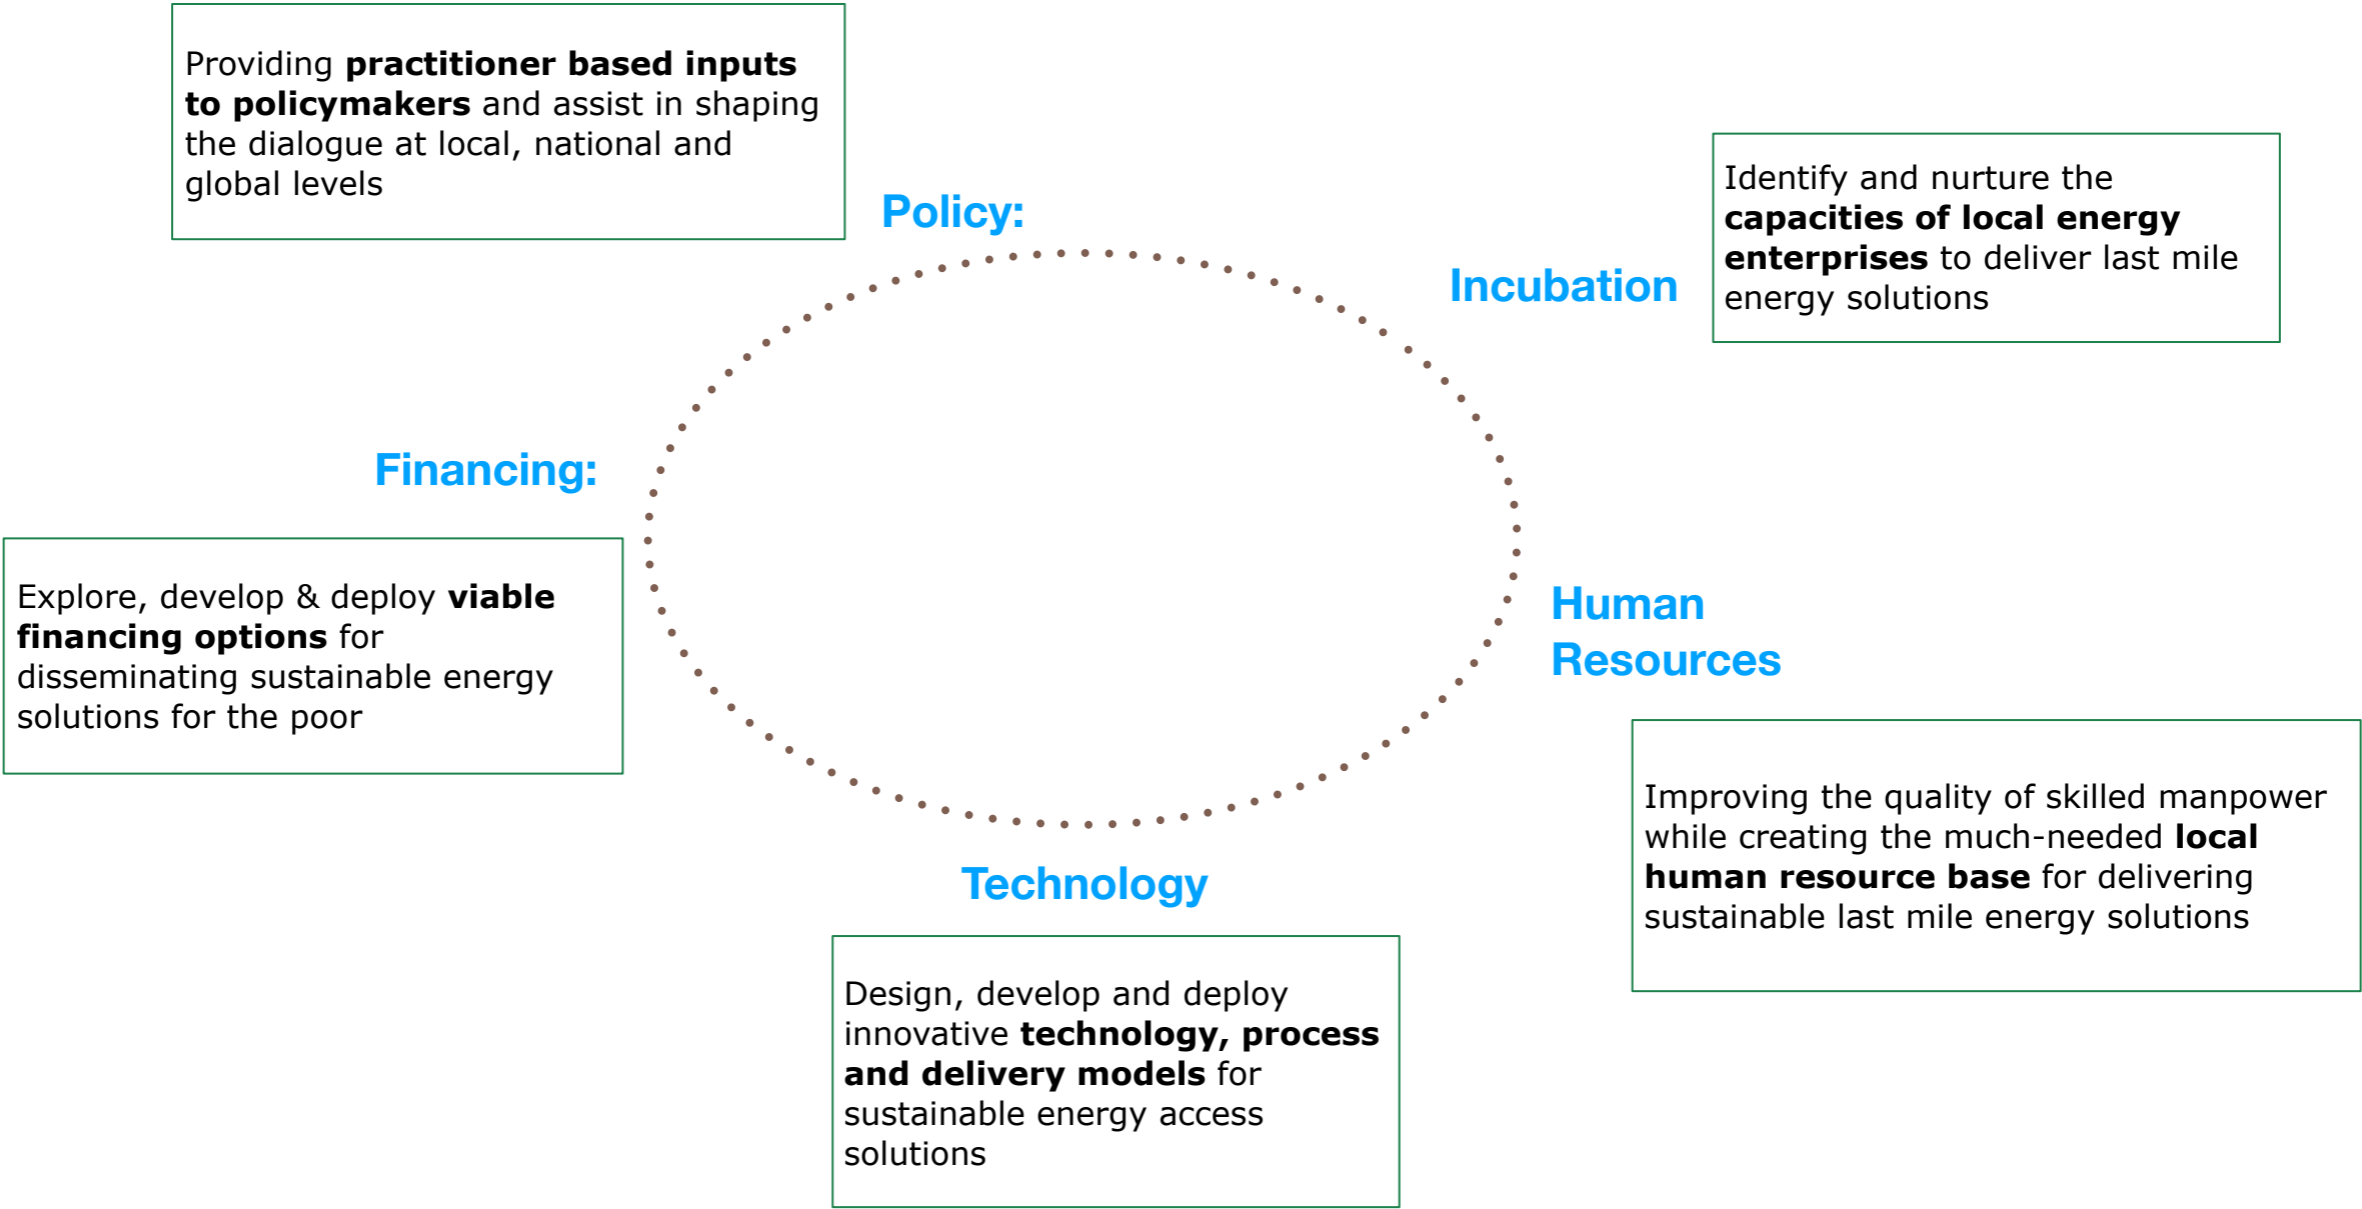 Providing practitioner based inputs
to policymakers and assist in shaping
the dialogue at local, national and
global levels
Policy:
Identify and nurture the
capacities of local energy
enterprises to deliver last mile
energy solutions
Incubation
Financing:
Explore, develop & deploy viable
financing options for
disseminating sustainable energy
solutions for the poor
Human
Resources
Improving the quality of skilled manpower
while creating the much-needed local
human resource base for delivering
sustainable last mile energy solutions
Technology
Design, develop and deploy
innovative technology, process
and delivery models for
sustainable energy access
solutions